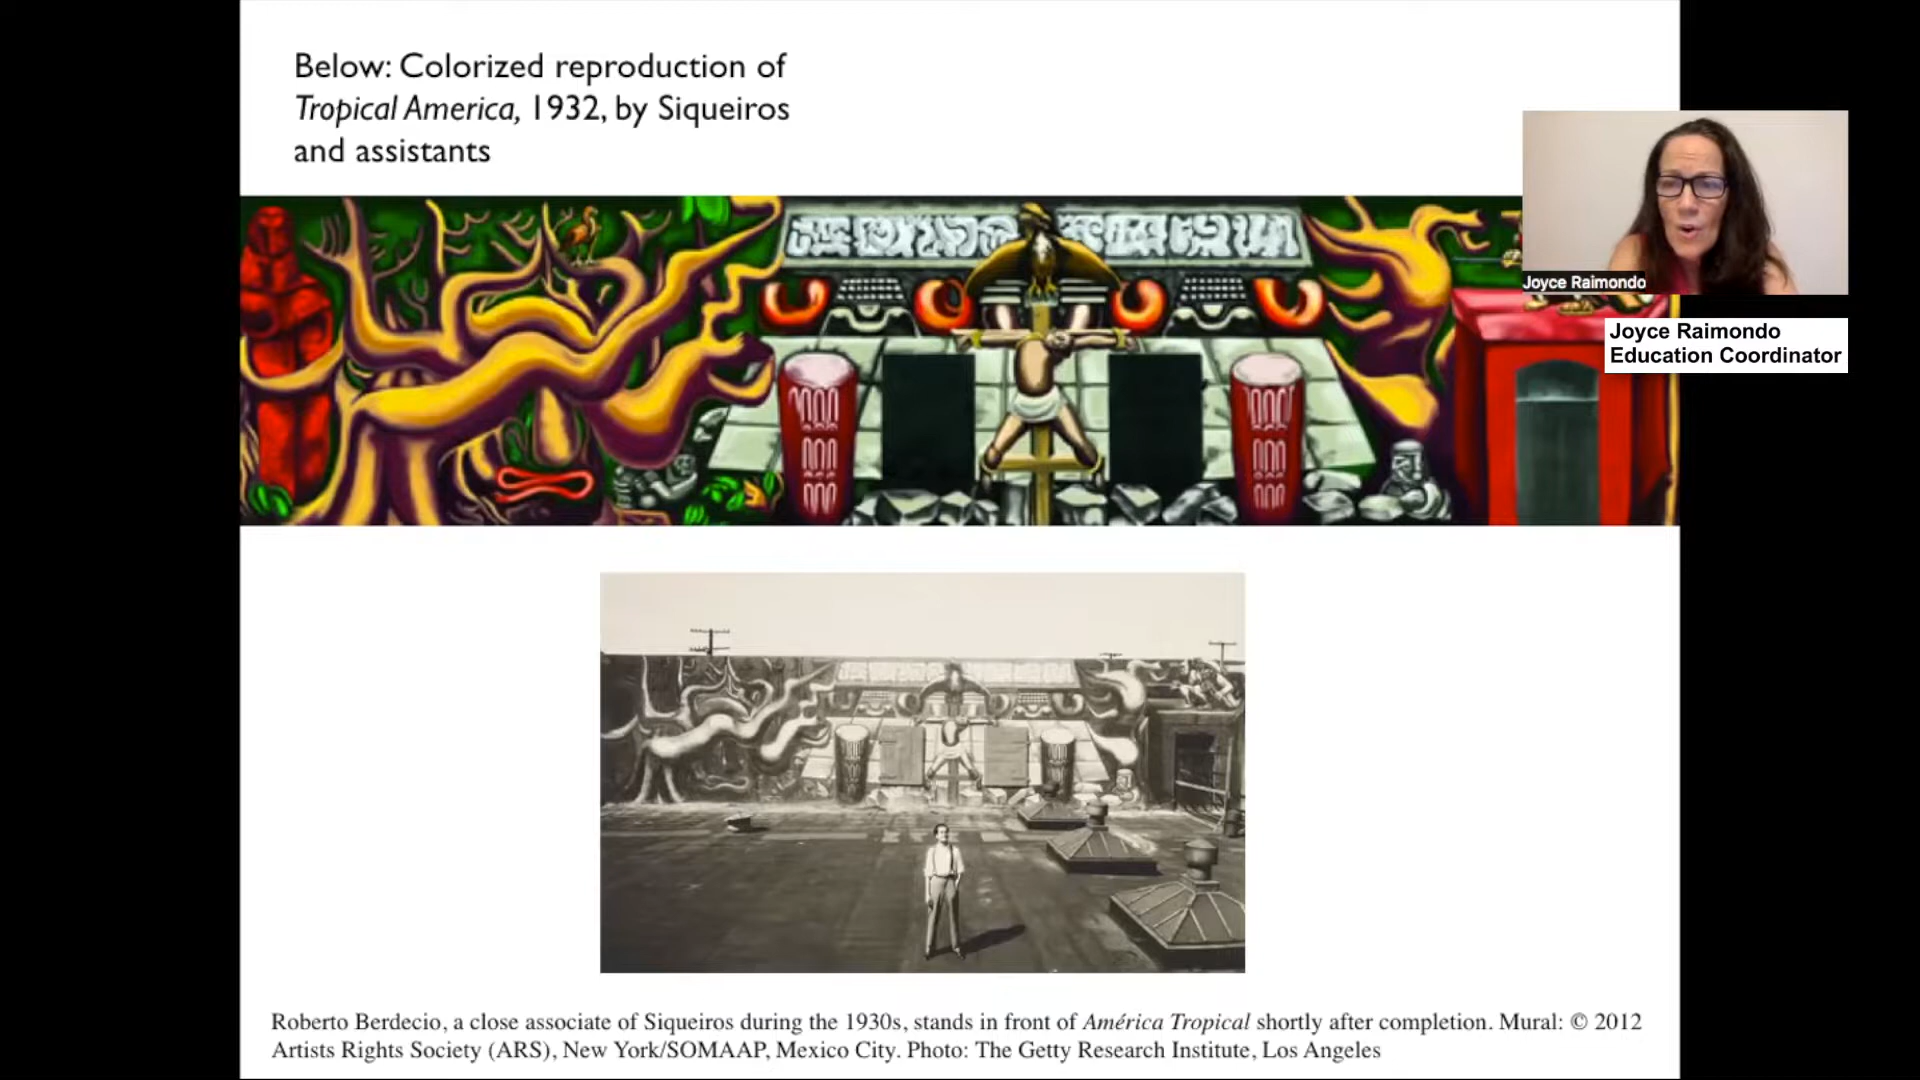 Below: Colorized reproduction of
Tropical America, 1932, by Siqueiros
and assistants
Joyce Raimondo
Joyce Raimondo
Education Coordinator
Roberto Berdecio, a close associate of Siqueiros during the 1930s, stands in front of América Tropical shortly after completion. Mural: © 2012
Artists Rights Society (ARS), New York/SOMAAP, Mexico City. Photo: The Getty Research Institute, Los Angeles